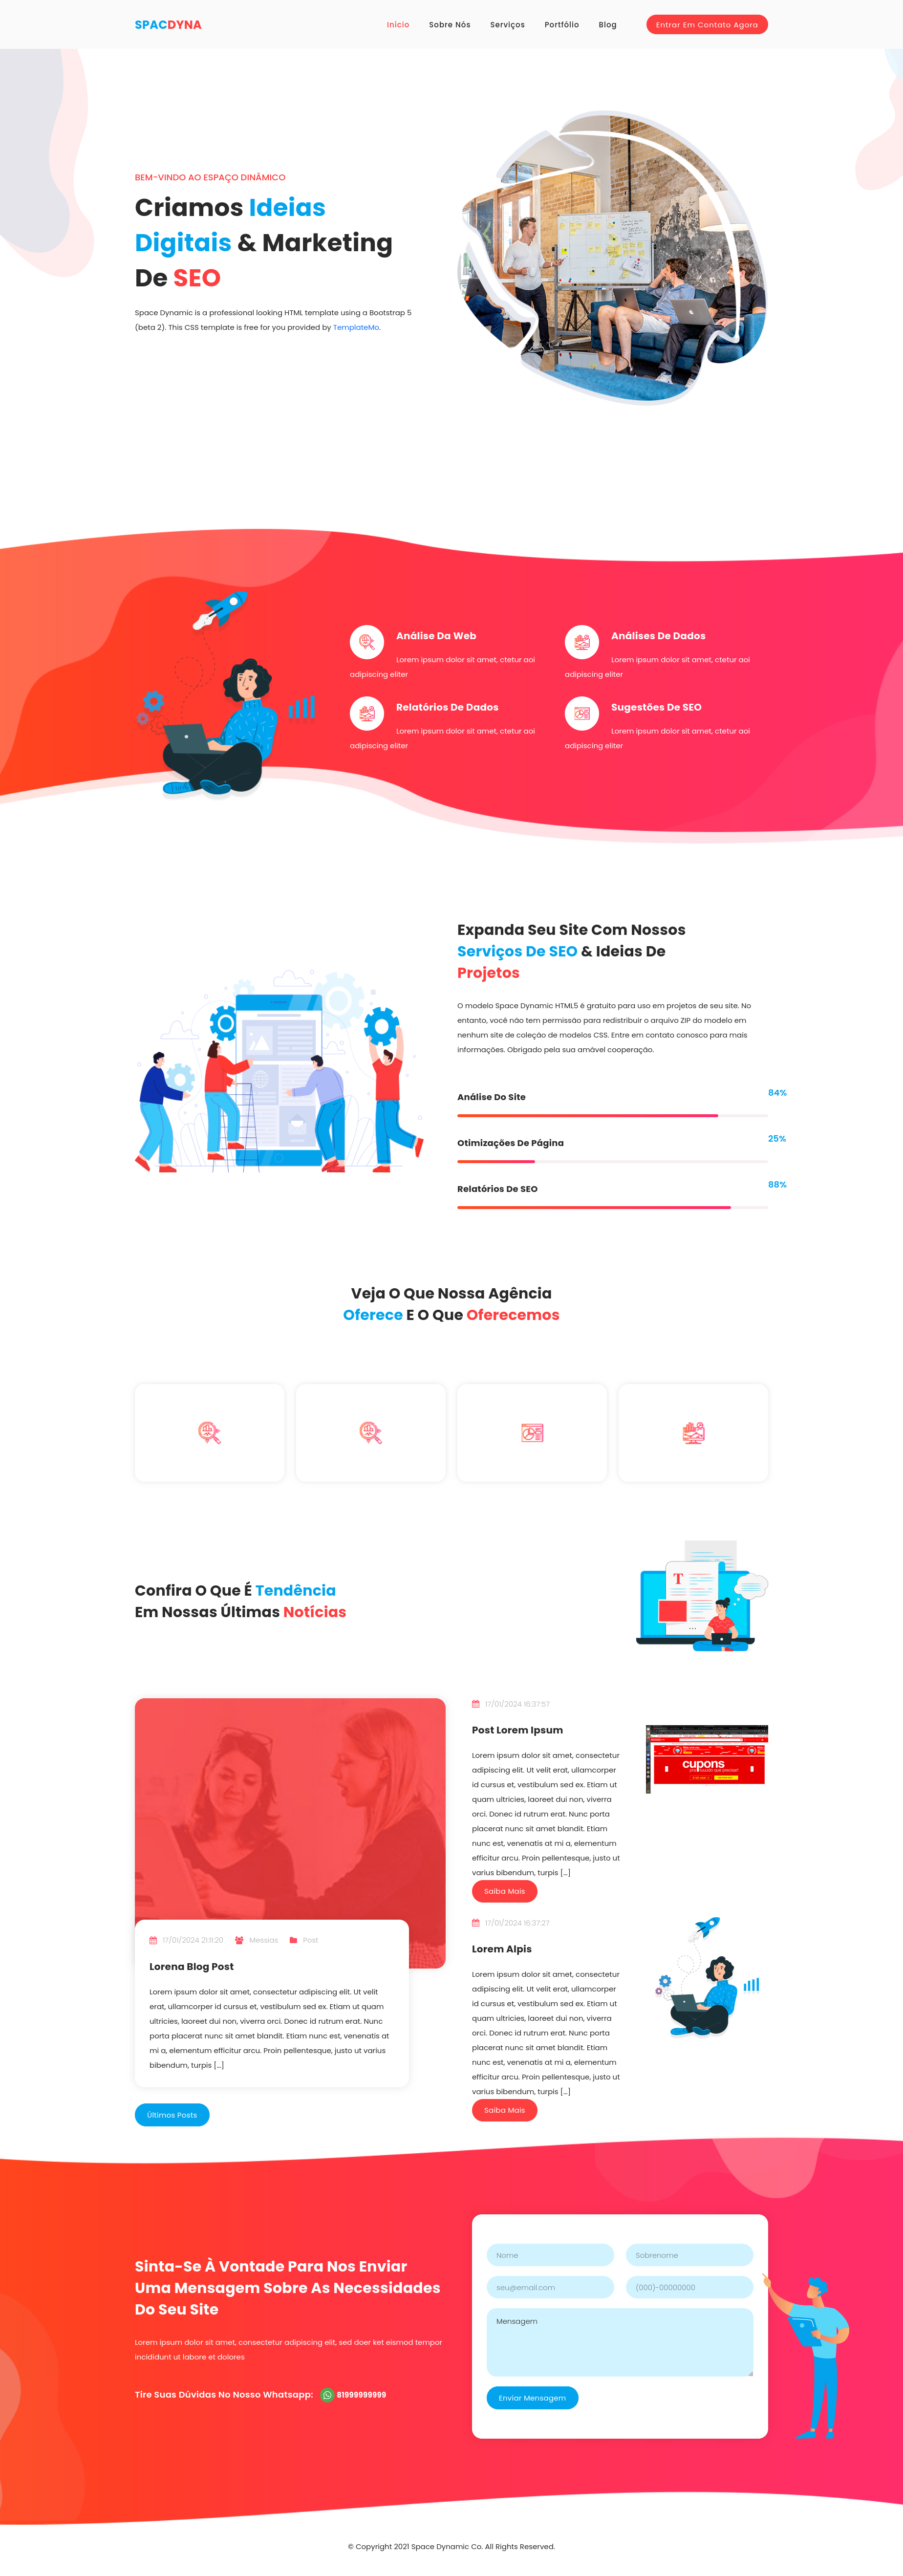 SPACDYNA
Início
Sobre Nós
Serviços
Portfólio
Blog
Entrar Em Contato Agora
BEM-VINDO AO ESPAÇO DINÂMICO
Criamos Ideias
Digitais & Marketing
De SEO
Space Dynamic is a professional looking HTML template using a Bootstrap 5
(beta 2). This CSS template is free for you provided by TemplateMo.
Análise Da Web
Lorem ipsum dolor sit amet, ctetur aoi
adipiscing eliter
Análises De Dados
Lorem ipsum dolor sit amet, ctetur aoi
adipiscing eliter
Relatórios De Dados
Lorem ipsum dolor sit amet, ctetur aoi
adipiscing eliter
Sugestões De SEO
Lorem ipsum dolor sit amet, ctetur aoi
adipiscing eliter
Expanda Seu Site Com Nossos
Serviços De SEO & Ideias De
Projetos
O modelo Space Dynamic HTML5 é gratuito para uso em projetos de seu site. No
entanto, você não tem permissão para redistribuir o arquivo ZIP do modelo em
nenhum site de coleção de modelos CSS. Entre em contato conosco para mais
informações. Obrigado pela sua amável cooperação.
Análise Do Site
84%
Otimizações De Página
25%
Relatórios De SEO
88%
Veja O Que Nossa Agência
Oferece E O Que Oferecemos
Confira O Que É Tendência
Em Nossas Últimas Notícias
T
17/01/2024 21:11:20
Messias
Post
Lorena Blog Post
Lorem ipsum dolor sit amet, consectetur adipiscing elit. Ut velit
erat, ullamcorper id cursus et, vestibulum sed ex. Etiam ut quam
ultricies, laoreet dui non, viverra orci. Donec id rutrum erat. Nunc
porta placerat nunc sit amet blandit. Etiam nunc est, venenatis at
mi a, elementum efficitur arcu. Proin pellentesque, justo ut varius
bibendum, turpis [...]
Últimos Posts
17/01/2024 16:37:57
Post Lorem Ipsum
Lorem ipsum dolor sit amet, consectetur
adipiscing elit. Ut velit erat, ullamcorper
id cursus et, vestibulum sed ex. Etiam ut
quam ultricies, laoreet dui non, viverra
orci. Donec id rutrum erat. Nunc porta
placerat nunc sit amet blandit. Etiam
nunc est, venenatis at mi a, elementum
efficitur arcu. Proin pellentesque, justo ut
varius bibendum, turpis [...]
Saiba Mais
cupons
17/01/2024 16:37:27
Lorem Alpis
Lorem ipsum dolor sit amet, consectetur
adipiscing elit. Ut velit erat, ullamcorper
id cursus et, vestibulum sed ex. Etiam ut
quam ultricies, laoreet dui non, viverra
orci. Donec id rutrum erat. Nunc porta
placerat nunc sit amet blandit. Etiam
nunc est, venenatis at mi a, elementum
efficitur arcu. Proin pellentesque, justo ut
varius bibendum, turpis [...]
Saiba Mais
Sinta-Se À Vontade Para Nos Enviar
Uma Mensagem Sobre As Necessidades
Do Seu Site
Lorem ipsum dolor sit amet, consectetur adipiscing elit, sed doer ket eismod tempor
incididunt ut labore et dolores
Tire Suas Dúvidas No Nosso Whatsapp:
81999999999
Nome
Sobrenome
seu@email.com
(000)-00000000
Mensagem
Enviar Mensagem
© Copyright 2021 Space Dynamic Co. All Rights Reserved.